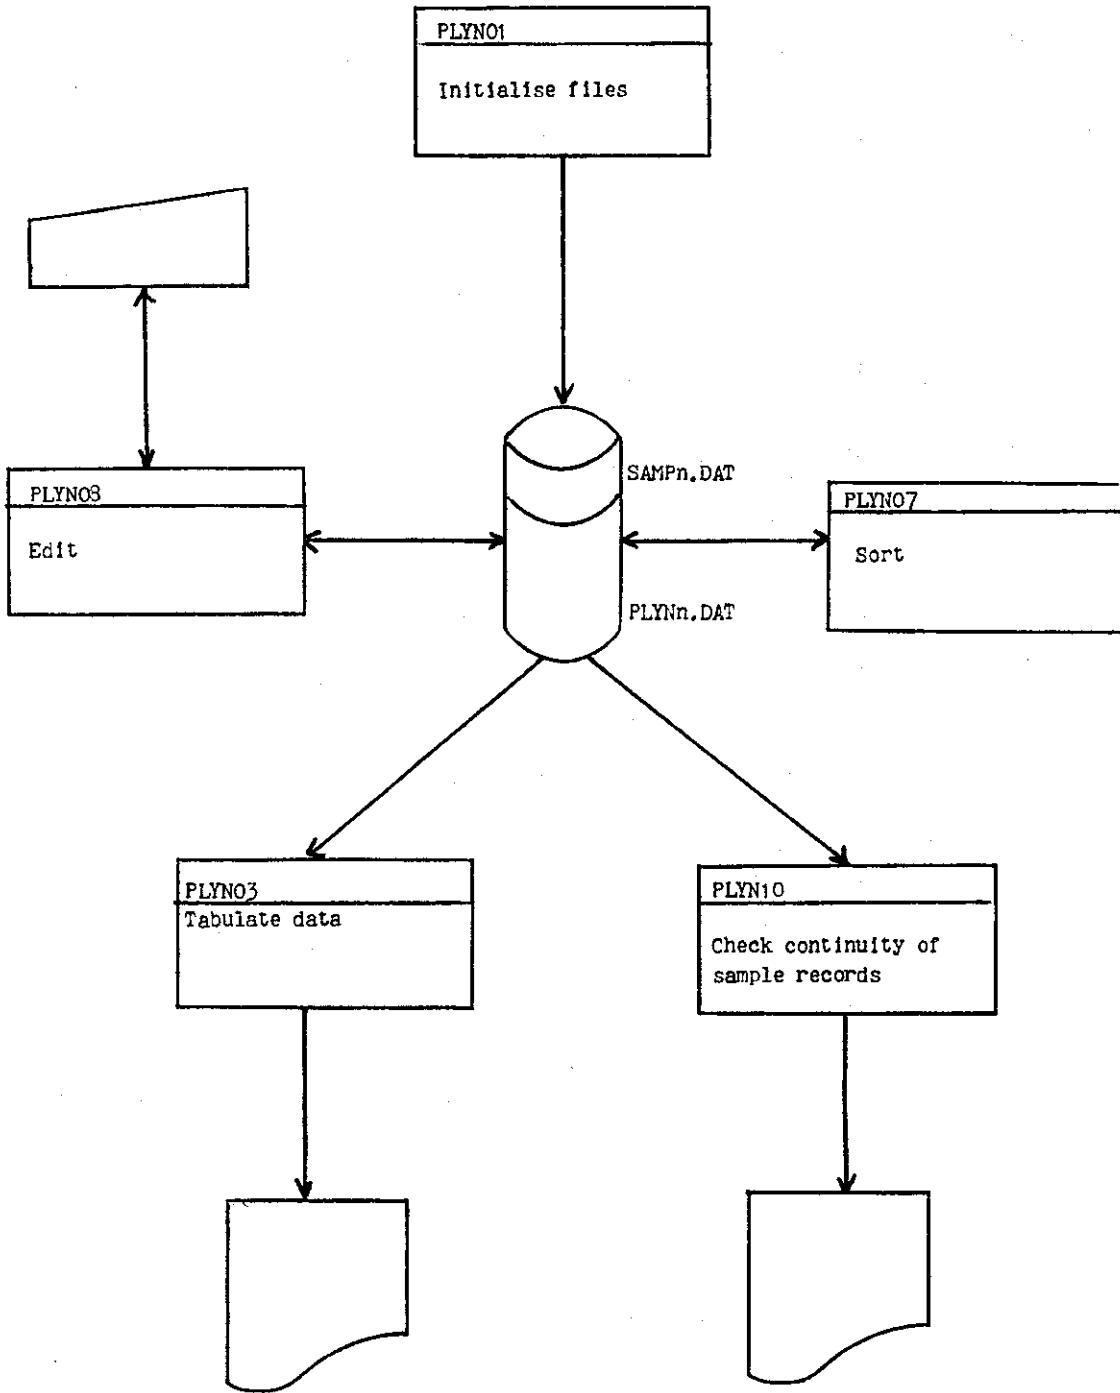 PLYN01
Initialise files
SAMPn.DAT
PLYN08
Edit
PLYN07
Sort
PLYNn.DAT
PLYN03
Tabulate data
PLYN10
Check continuity of
sample records